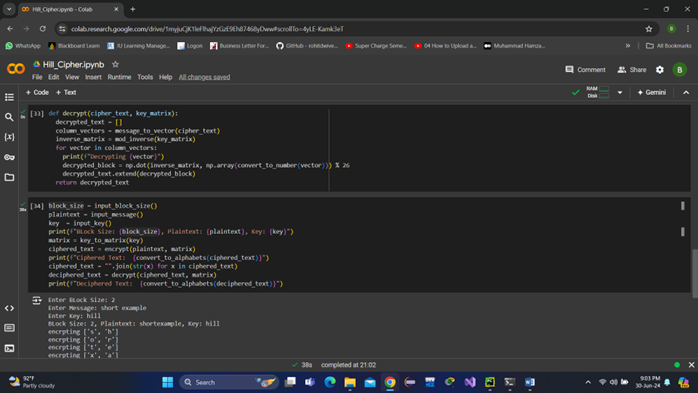 Hill_Cipher.ipynb - Colab
colab.research.google.com/drive/1myjuCjKYleFlhajYzGzE9Eh87468yDww#scrollTo=4yLE-Kamk3eT
WhatsApp Blackboard Learn IU Learning Manage... Logon Business Letter For... GitHub - rohitdwive... Super Charge Seme... 04 How to Upload a... Muhammad Hamza... All Bookmarks
Hill_Cipher.ipynb
Comment Share B
File Edit View Insert Runtime Tools Help All changes saved
+ Code + Text RAM Disk Gemini
[33] def decrypt(cipher_text, key_matrix):
0s decrypted_text = []
column_vectors = message_to_vector(cipher_text)
inverse_matrix = mod_inverse(key_matrix)
for vector in column_vectors:
print(f"Decrypting {vector}")
decrypted_block = np.dot(inverse_matrix, np.array(convert_to_number(vector))) % 26
decrypted_text.extend(decrypted_block)
return decrypted_text
[34] block_size = input_block_size()
38s plaintext = input_message()
key = input_key()
print(f"BLock Size: {block_size}, Plaintext: {plaintext}, Key: {key}")
matrix = key_to_matrix(key)
ciphered_text = encrypt(plaintext, matrix)
print(f"Ciphered Text: {convert_to_alphabets(ciphered_text)}")
ciphered_text = "".join(str(x) for x in ciphered_text)
deciphered_text = decrypt(ciphered_text, matrix)
print(f"Deciphered Text: {convert_to_alphabets(deciphered_text)}")
Enter BLock Size: 2
Enter Message: short example
Enter Key: hill
BLock Size: 2, Plaintext: shortexample, Key: hill
encrpting ['s', 'h']
encrpting ['o', 'r']
encrpting ['t', 'e']
encrpting ['x', 'a']
38s completed at 21:02
92°F
Partly cloudy
Search
9:03 PM
30-Jun-24